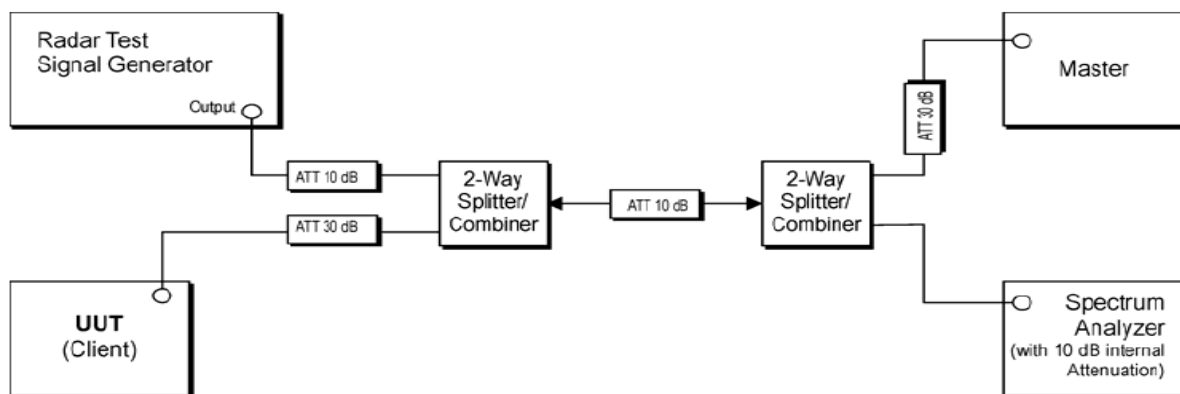 Radar Test
Signal Generator
Output
ATT 10 dB
ATT 30 dB
UUT
(Client)
2-Way
Splitter/
Combiner
ATT 10 dB
2-Way
Splitter/
Combiner
ATT 30 dB
Master
Spectrum
Analyzer
(with 10 dB internal
Attenuation)